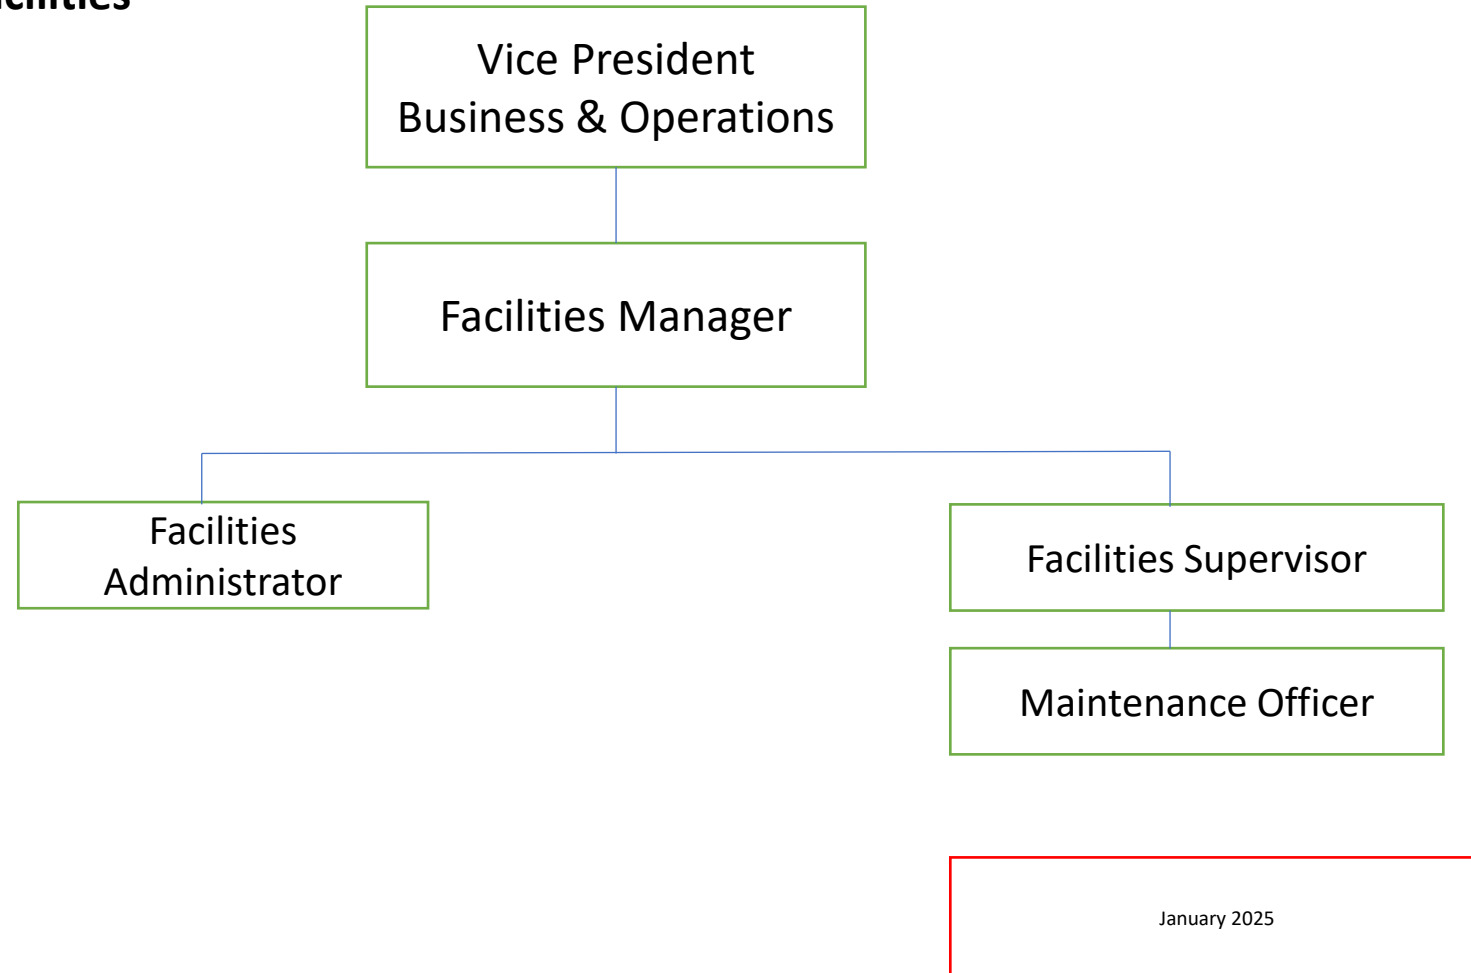 Vice President
Business & Operations
Facilities Manager
Facilities
Administrator
Facilities Supervisor
Maintenance Officer
January 2025